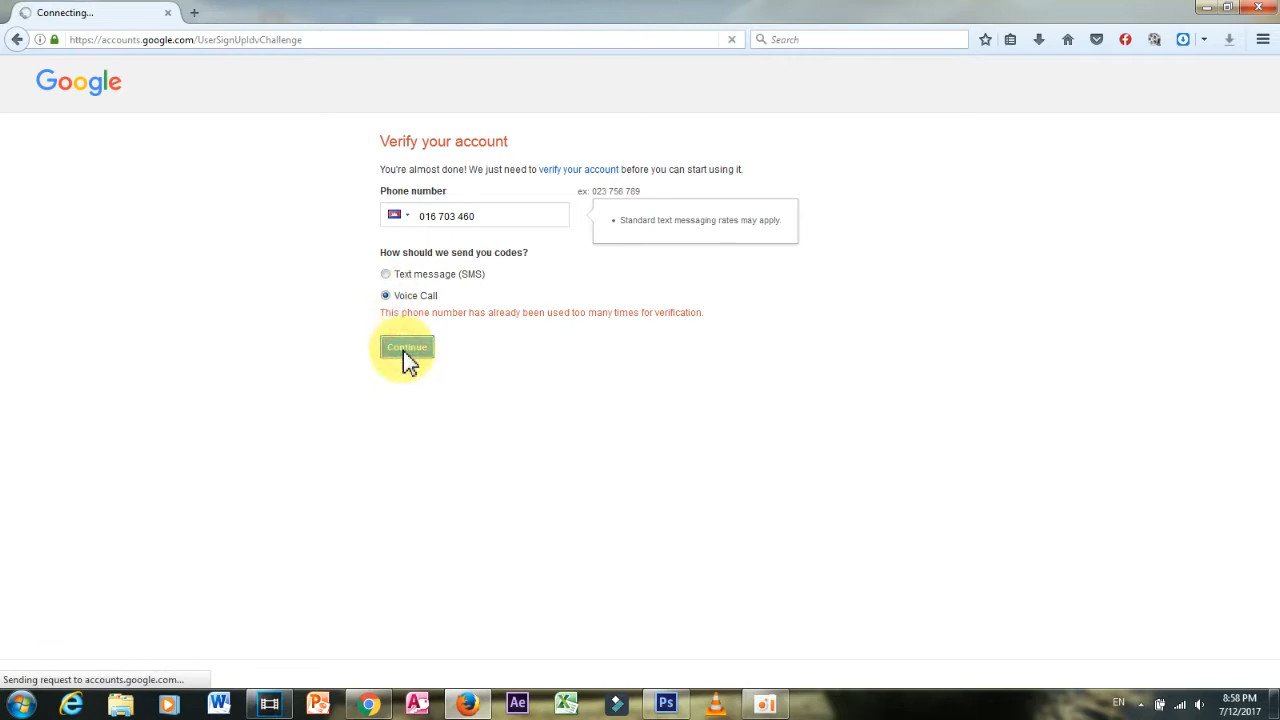 Connecting...
https://accounts.google.com/UserSignUpIdvChallenge
Search
Google
Verify your account
You're almost done! We just need to verify your account before you can start using it.
Phone number
ex: 023 756 789
016 703 460
Standard text messaging rates may apply.
How should we send you codes?
Text message (SMS)
Voice Call
This phone number has already been used too many times for verification.
Continue
Sending request to accounts.google.com...
EN
8:58 PM
7/12/2017